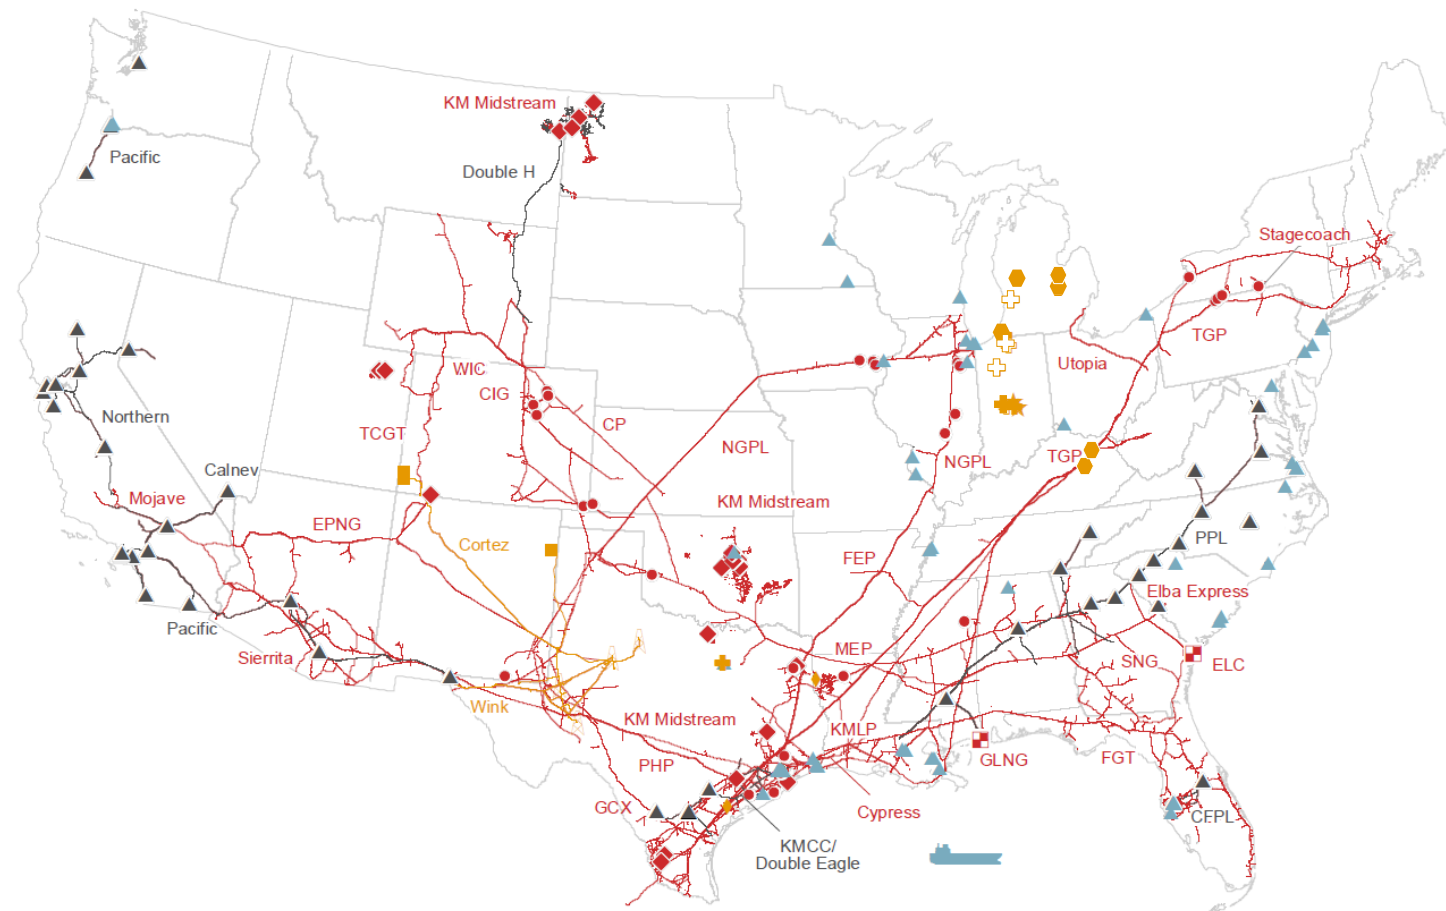 KM Midstream
Pacific
Double H
Stagecoach
TGP
Utopia
WIC
CIG
CP
Northern
TCGT
NGPL
NGPL
TGP
Calnev
Mojave
KM Midstream
EPNG
Cortez
FEP
PPL
Elba Express
Pacific
Sierrita
MEP
SNG
ELC
Wink
KM Midstream
KMLP
GLNG
FGT
PHP
GCX
Cypress
CFPL
KMCC/
Double Eagle